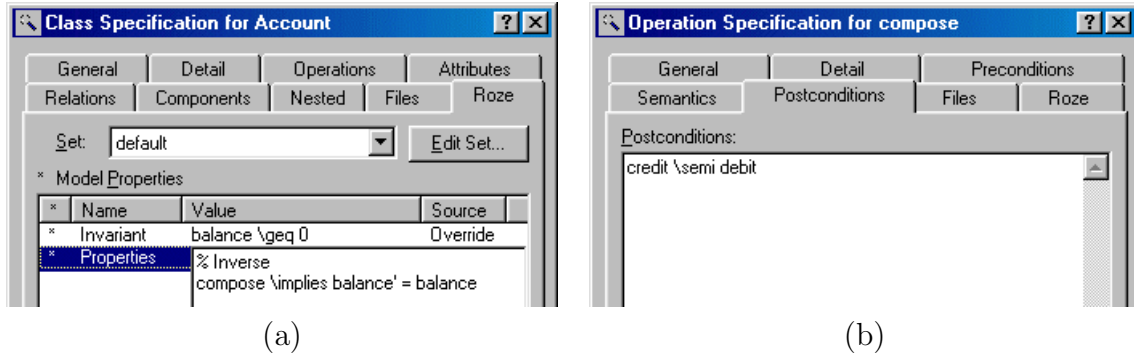 Class Specification for Account
General Detail Operations Attributes
Relations Components Nested Files Roze
Set: default Edit Set...
* Model Properties
* Name Value Source
* Invariant balance \geq 0 Override
* Properties % Inverse
compose \implies balance' = balance
(a)
Operation Specification for compose
General Detail Preconditions
Semantics Postconditions Files Roze
Postconditions:
credit \semi debit
(b)